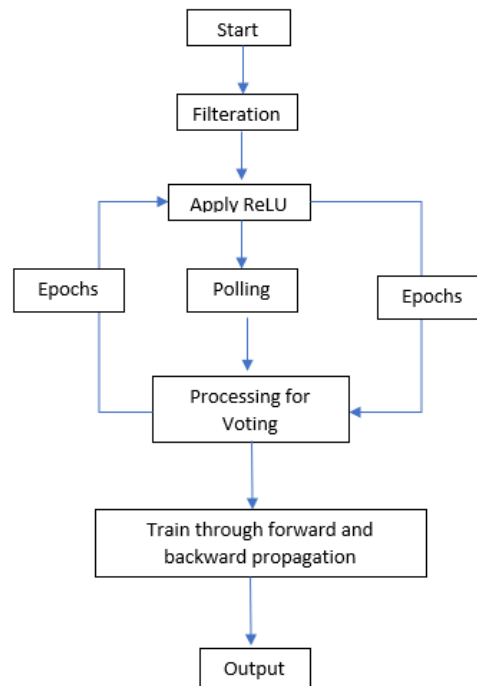 Start
Filteration
Apply ReLU
Epochs
Polling
Epochs
Processing for
Voting
Train through forward and
backward propagation
Output